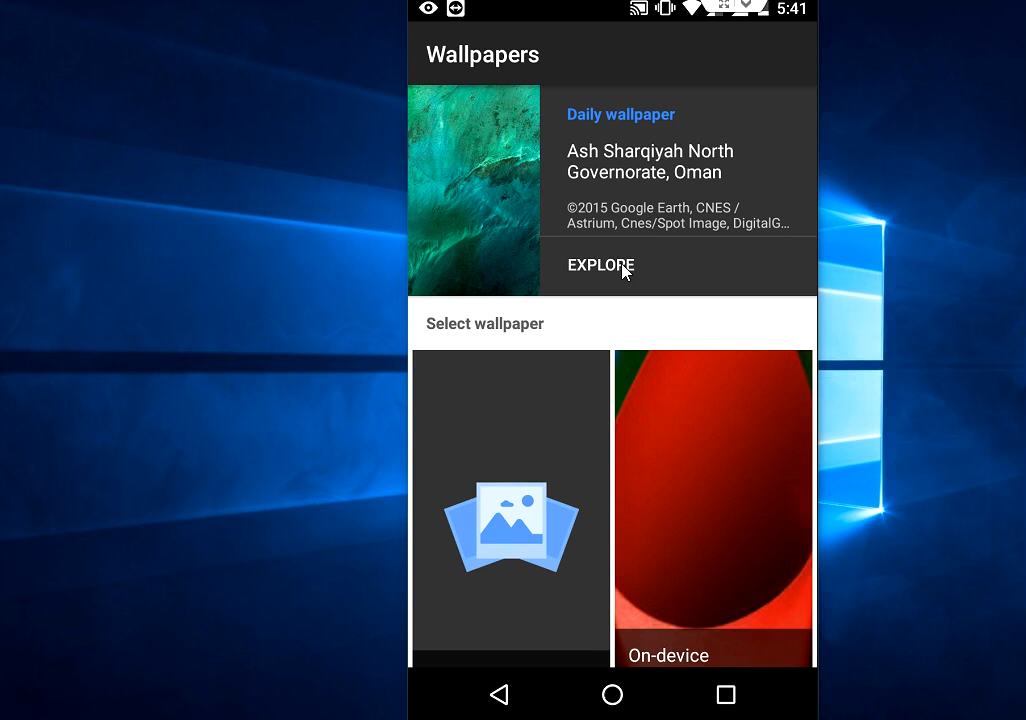 5:41
Wallpapers
Daily wallpaper
Ash Sharqiyah North
Governorate, Oman
©2015 Google Earth, CNES /
Astrium, Cnes/Spot Image, DigitalG...
EXPLORE
Select wallpaper
On-device